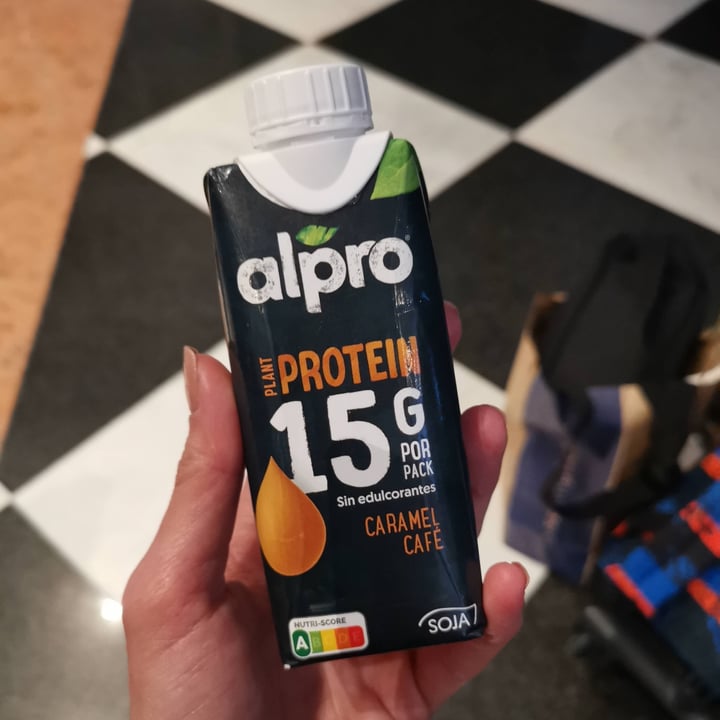 alpro®
PLANT
PROTEIN
15 G
POR
PACK
Sin edulcorantes
CARAMEL
CAFÉ
NUTRI-SCORE
A B C D E
SOJA